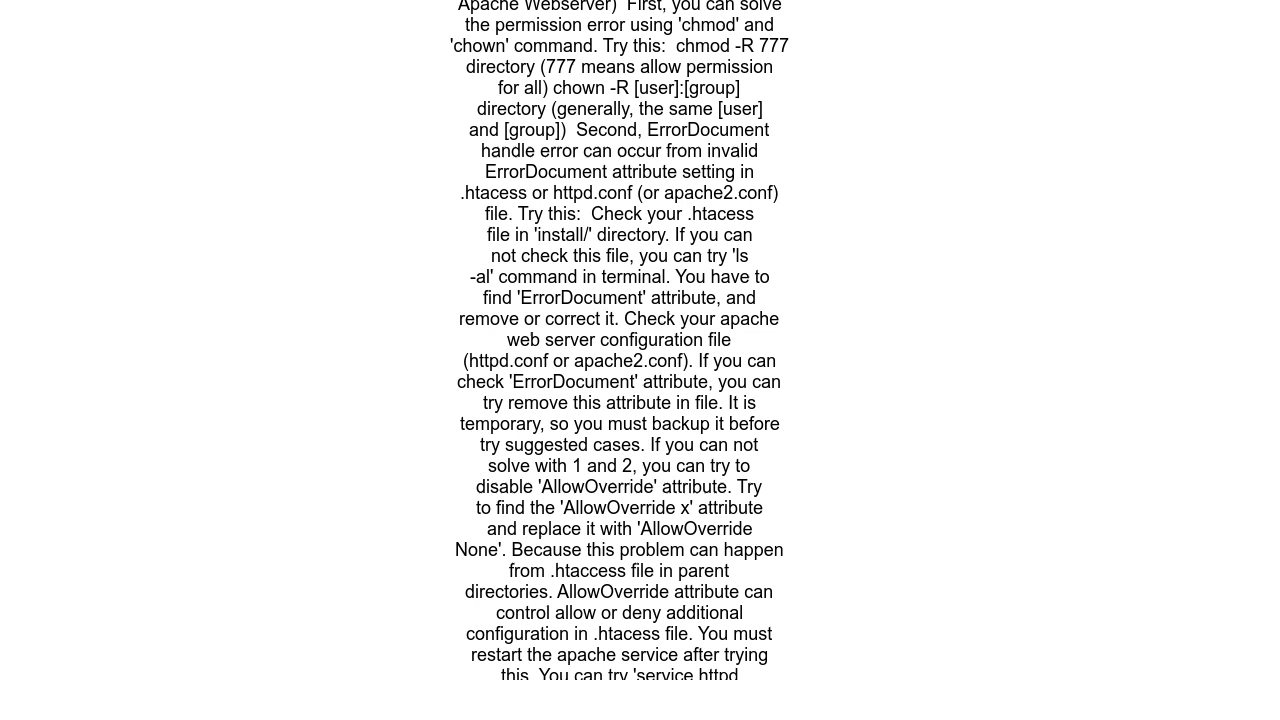 Apache Webserver)  First, you can solve
the permission error using 'chmod' and
'chown' command. Try this:  chmod -R 777
directory (777 means allow permission
for all) chown -R [user]:[group]
directory (generally, the same [user]
and [group])  Second, ErrorDocument
handle error can occur from invalid
ErrorDocument attribute setting in
.htacess or httpd.conf (or apache2.conf)
file. Try this:  Check your .htacess
file in 'install/' directory. If you can
not check this file, you can try 'ls
-al' command in terminal. You have to
find 'ErrorDocument' attribute, and
remove or correct it. Check your apache
web server configuration file
(httpd.conf or apache2.conf). If you can
check 'ErrorDocument' attribute, you can
try remove this attribute in file. It is
temporary, so you must backup it before
try suggested cases. If you can not
solve with 1 and 2, you can try to
disable 'AllowOverride' attribute. Try
to find the 'AllowOverride x' attribute
and replace it with 'AllowOverride
None'. Because this problem can happen
from .htaccess file in parent
directories. AllowOverride attribute can
control allow or deny additional
configuration in .htacess file. You must
restart the apache service after trying
this. You can try 'service httpd